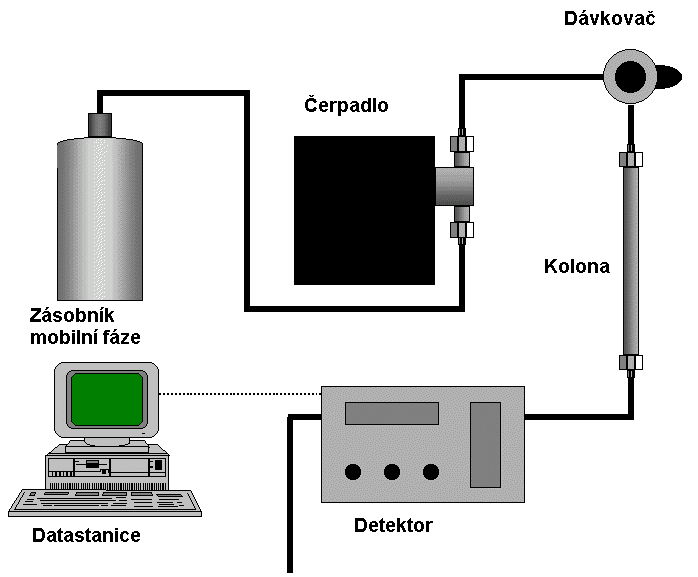 Dávkovač
Čerpadlo
Kolona
Zásobník
mobilní fáze
Datastanice
Detektor